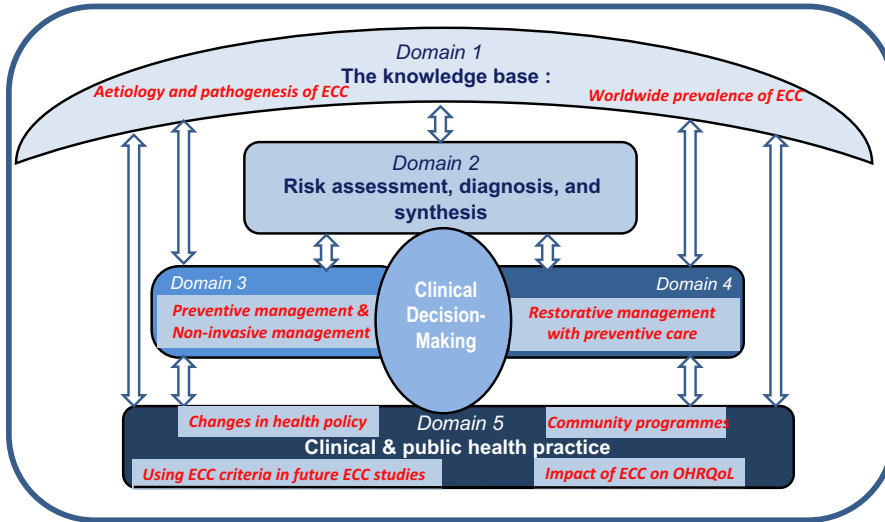 Domain 1
The knowledge base :
Aetiology and pathogenesis of ECC
Worldwide prevalence of ECC
Domain 2
Risk assessment, diagnosis, and
synthesis
Domain 3
Preventive management &
Non-invasive management
Clinical
Decision-
Making
Domain 4
Restorative management
with preventive care
Changes in health policy
Domain 5
Community programmes
Clinical & public health practice
Using ECC criteria in future ECC studies
Impact of ECC on OHRQoL